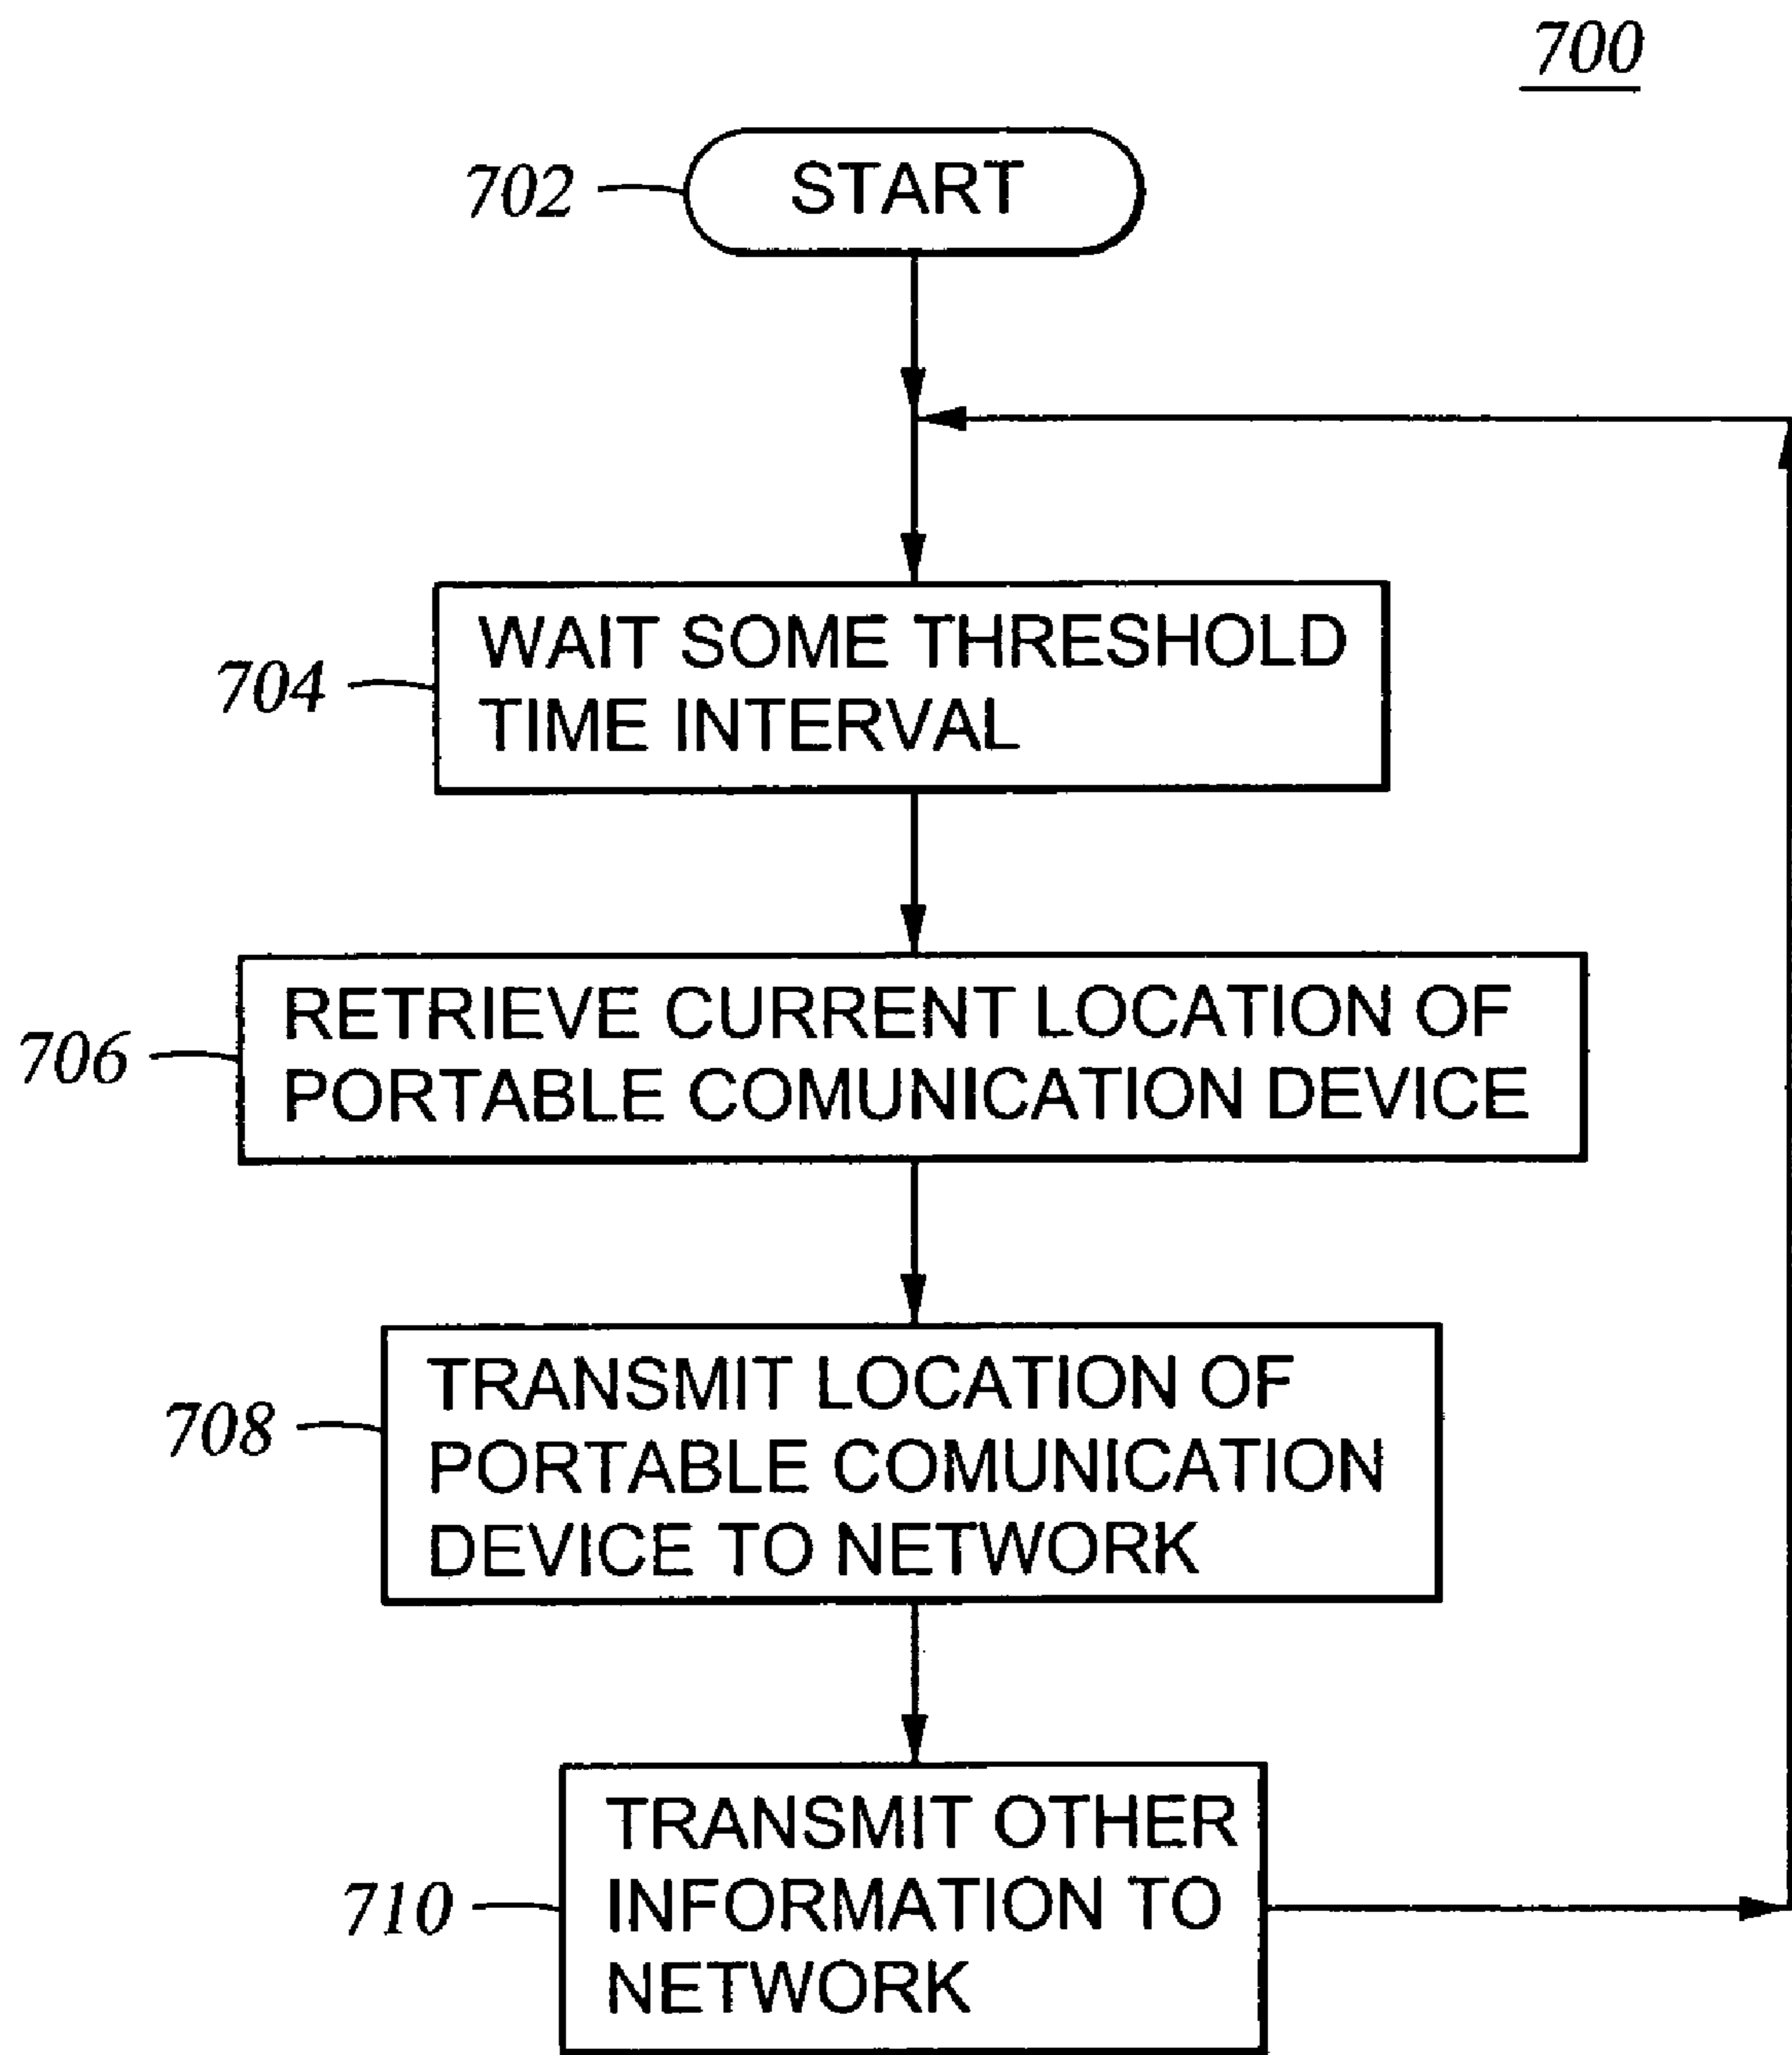 700
702
START
704
WAIT SOME THRESHOLD
TIME INTERVAL
706
RETRIEVE CURRENT LOCATION OF
PORTABLE COMUNICATION DEVICE
708
TRANSMIT LOCATION OF
PORTABLE COMUNICATION
DEVICE TO NETWORK
710
TRANSMIT OTHER
INFORMATION TO
NETWORK